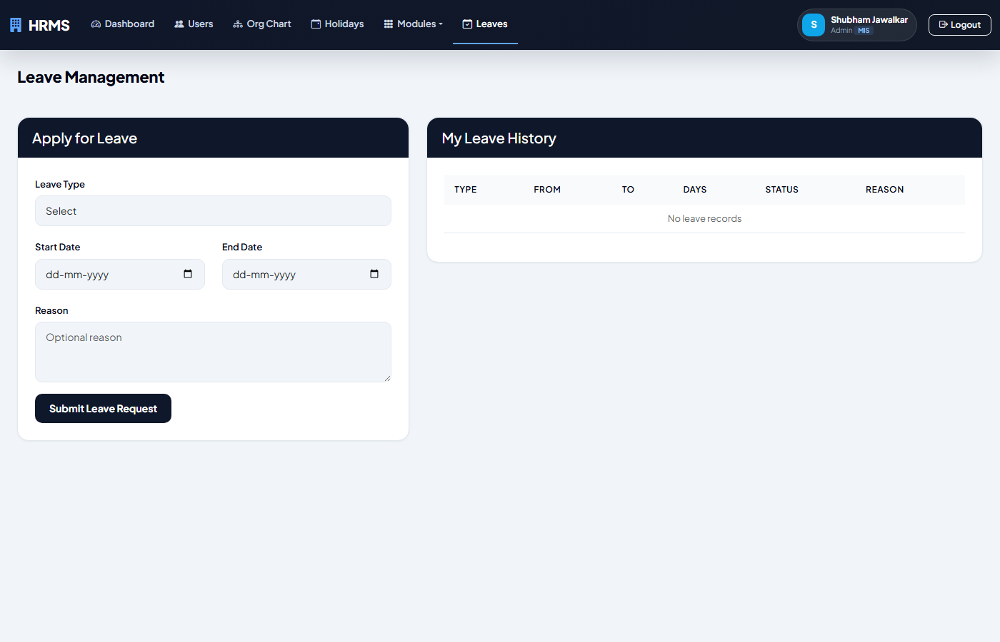 HRMS Dashboard Users Org Chart Holidays Modules Leaves S Shubham Jawalkar Logout
Admin MIS
Leave Management
Apply for Leave
Leave Type
Select
Start Date End Date
dd-mm-yyyy dd-mm-yyyy
Reason
Optional reason
Submit Leave Request
My Leave History
TYPE FROM TO DAYS STATUS REASON
No leave records